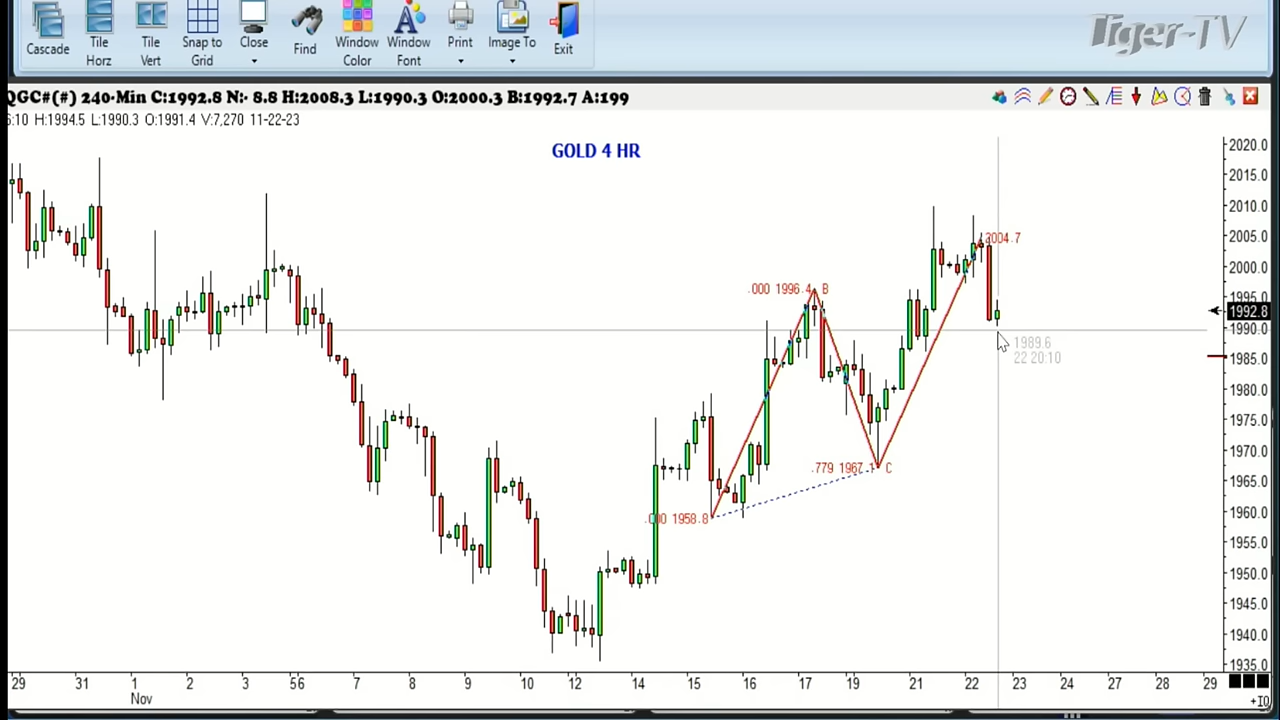 Cascade
Tile Horz
Tile Vert
Snap to Grid
Close
Find
Window Color
Window Font
Print
Image To
Exit
Tiger-TV
QGC#(#) 240-Min C:1992.8 N:- 8.8 H:2008.3 L:1990.3 O:2000.3 B:1992.7 A:199
6:10 H:1994.5 L:1990.3 O:1991.4 V:7,270 11-22-23
GOLD 4 HR
2020.0
2015.0
2010.0
2005.0
2000.0
1995.0
1992.8
1990.0
1985.0
1980.0
1975.0
1970.0
1965.0
1960.0
1955.0
1950.0
1945.0
1940.0
1935.0
2004.7
.000 1996.4 B
1989.6
22 20:10
.779 1967.1 C
.000 1958.8
29 31 1 2 3 56 7 8 9 10 12 14 15 16 17 19 21 22 23 24 27 28 29
Nov
+10